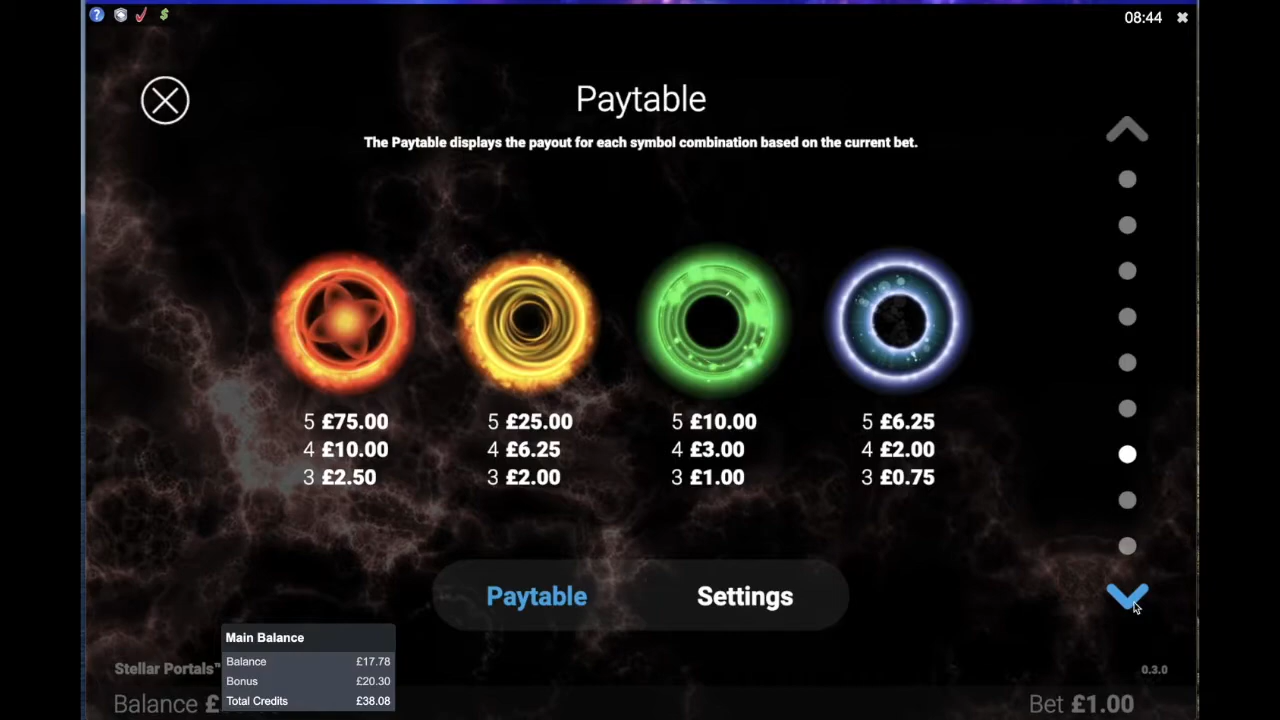 08:44
Paytable
The Paytable displays the payout for each symbol combination based on the current bet.
5 £75.00
4 £10.00
3 £2.50
5 £25.00
4 £6.25
3 £2.00
5 £10.00
4 £3.00
3 £1.00
5 £6.25
4 £2.00
3 £0.75
Paytable
Settings
Main Balance
Balance £17.78
Bonus £20.30
Total Credits £38.08
Stellar Portals™
0.3.0
Balance £
Bet £1.00